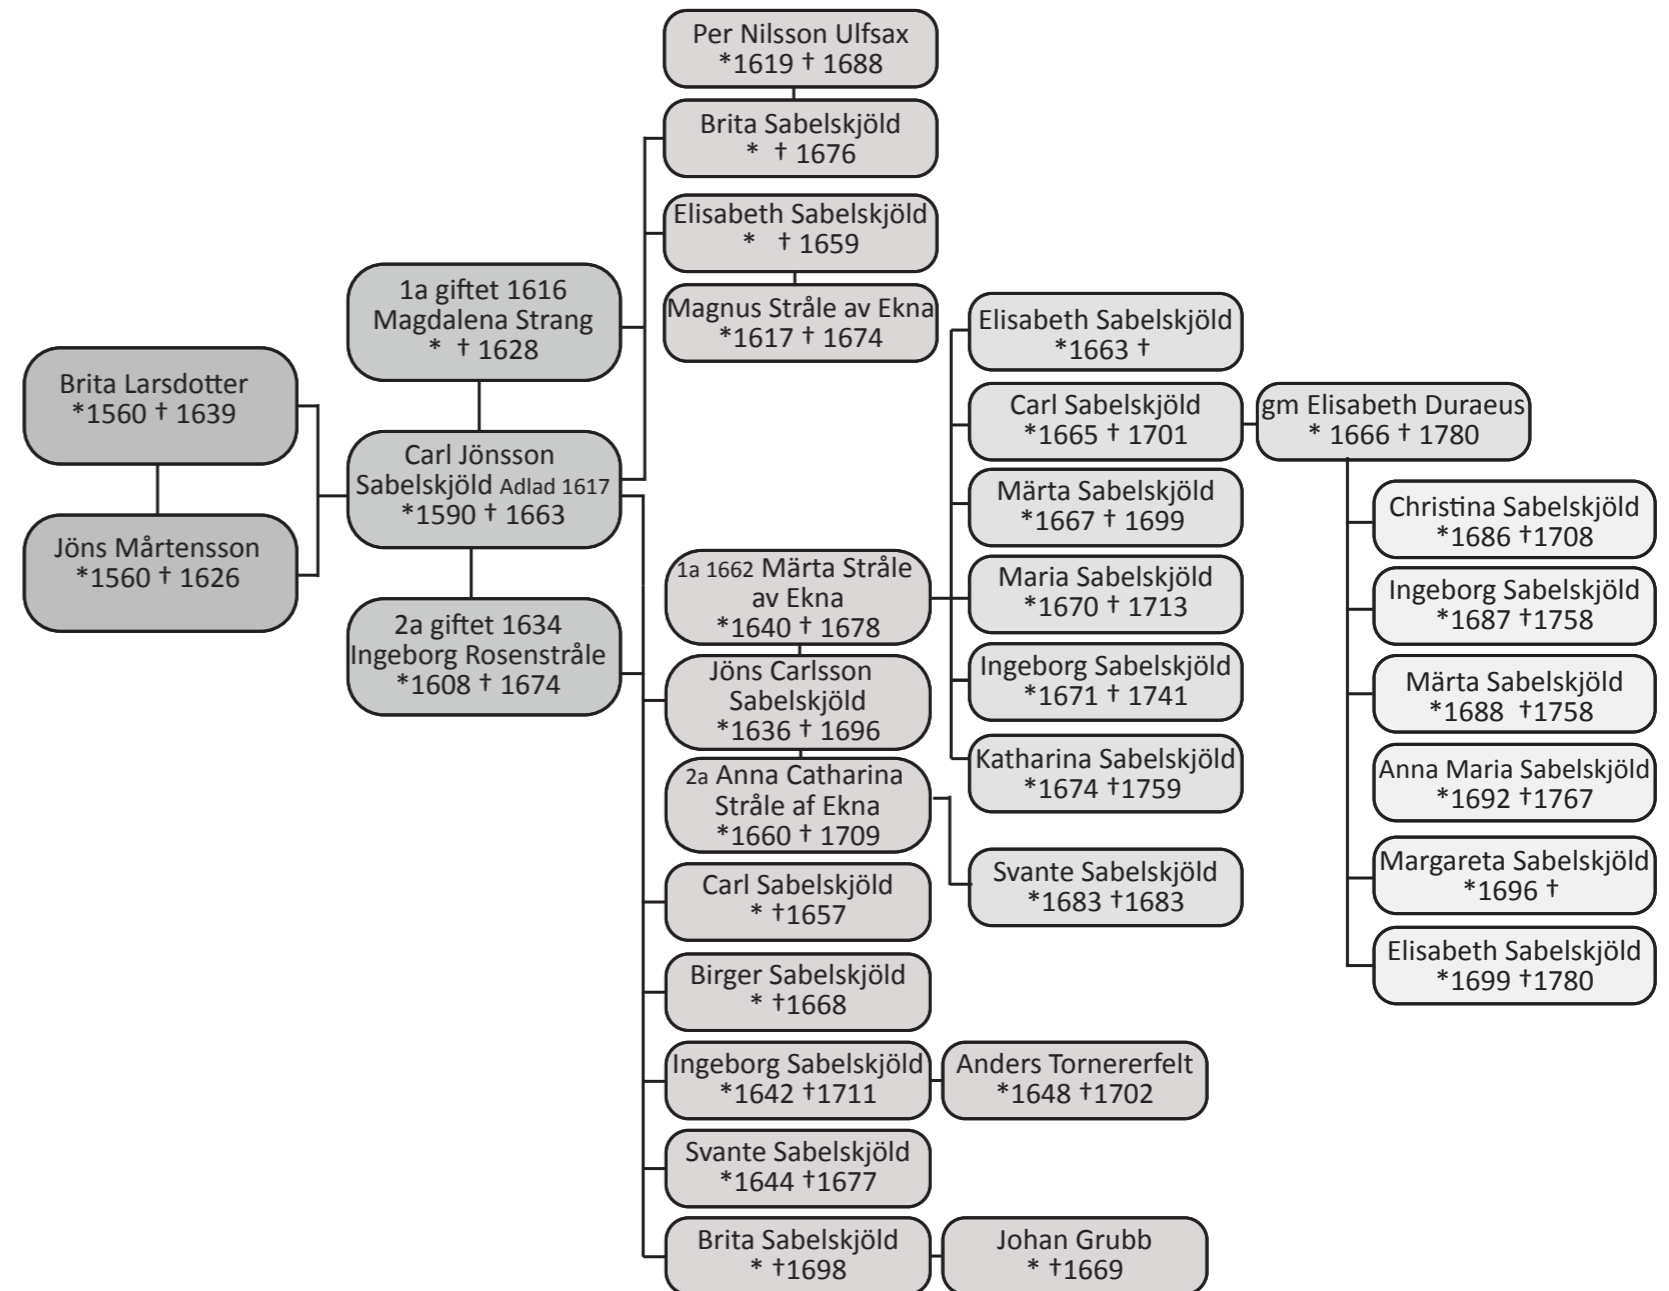 Per Nilsson Ulfsax
*1619 † 1688
Brita Sabelskjöld
* † 1676
Elisabeth Sabelskjöld
* † 1659
Magnus Stråle av Ekna
*1617 † 1674
1a giftet 1616
Magdalena Strang
* † 1628
Brita Larsdotter
*1560 † 1639
Jöns Mårtensson
*1560 † 1626
Carl Jönsson
Sabelskjöld Adlad 1617
*1590 † 1663
2a giftet 1634
Ingeborg Rosenstråle
*1608 † 1674
1a 1662 Märta Stråle
av Ekna
*1640 † 1678
Jöns Carlsson
Sabelskjöld
*1636 † 1696
2a Anna Catharina
Stråle af Ekna
*1660 † 1709
Carl Sabelskjöld
* †1657
Birger Sabelskjöld
* †1668
Ingeborg Sabelskjöld
*1642 †1711
Anders Tornererfelt
*1648 †1702
Svante Sabelskjöld
*1644 †1677
Brita Sabelskjöld
* †1698
Johan Grubb
* †1669
Elisabeth Sabelskjöld
*1663 †
Carl Sabelskjöld
*1665 † 1701
gm Elisabeth Duraeus
* 1666 † 1780
Märta Sabelskjöld
*1667 † 1699
Maria Sabelskjöld
*1670 † 1713
Ingeborg Sabelskjöld
*1671 † 1741
Katharina Sabelskjöld
*1674 †1759
Svante Sabelskjöld
*1683 †1683
Christina Sabelskjöld
*1686 †1708
Ingeborg Sabelskjöld
*1687 †1758
Märta Sabelskjöld
*1688 †1758
Anna Maria Sabelskjöld
*1692 †1767
Margareta Sabelskjöld
*1696 †
Elisabeth Sabelskjöld
*1699 †1780